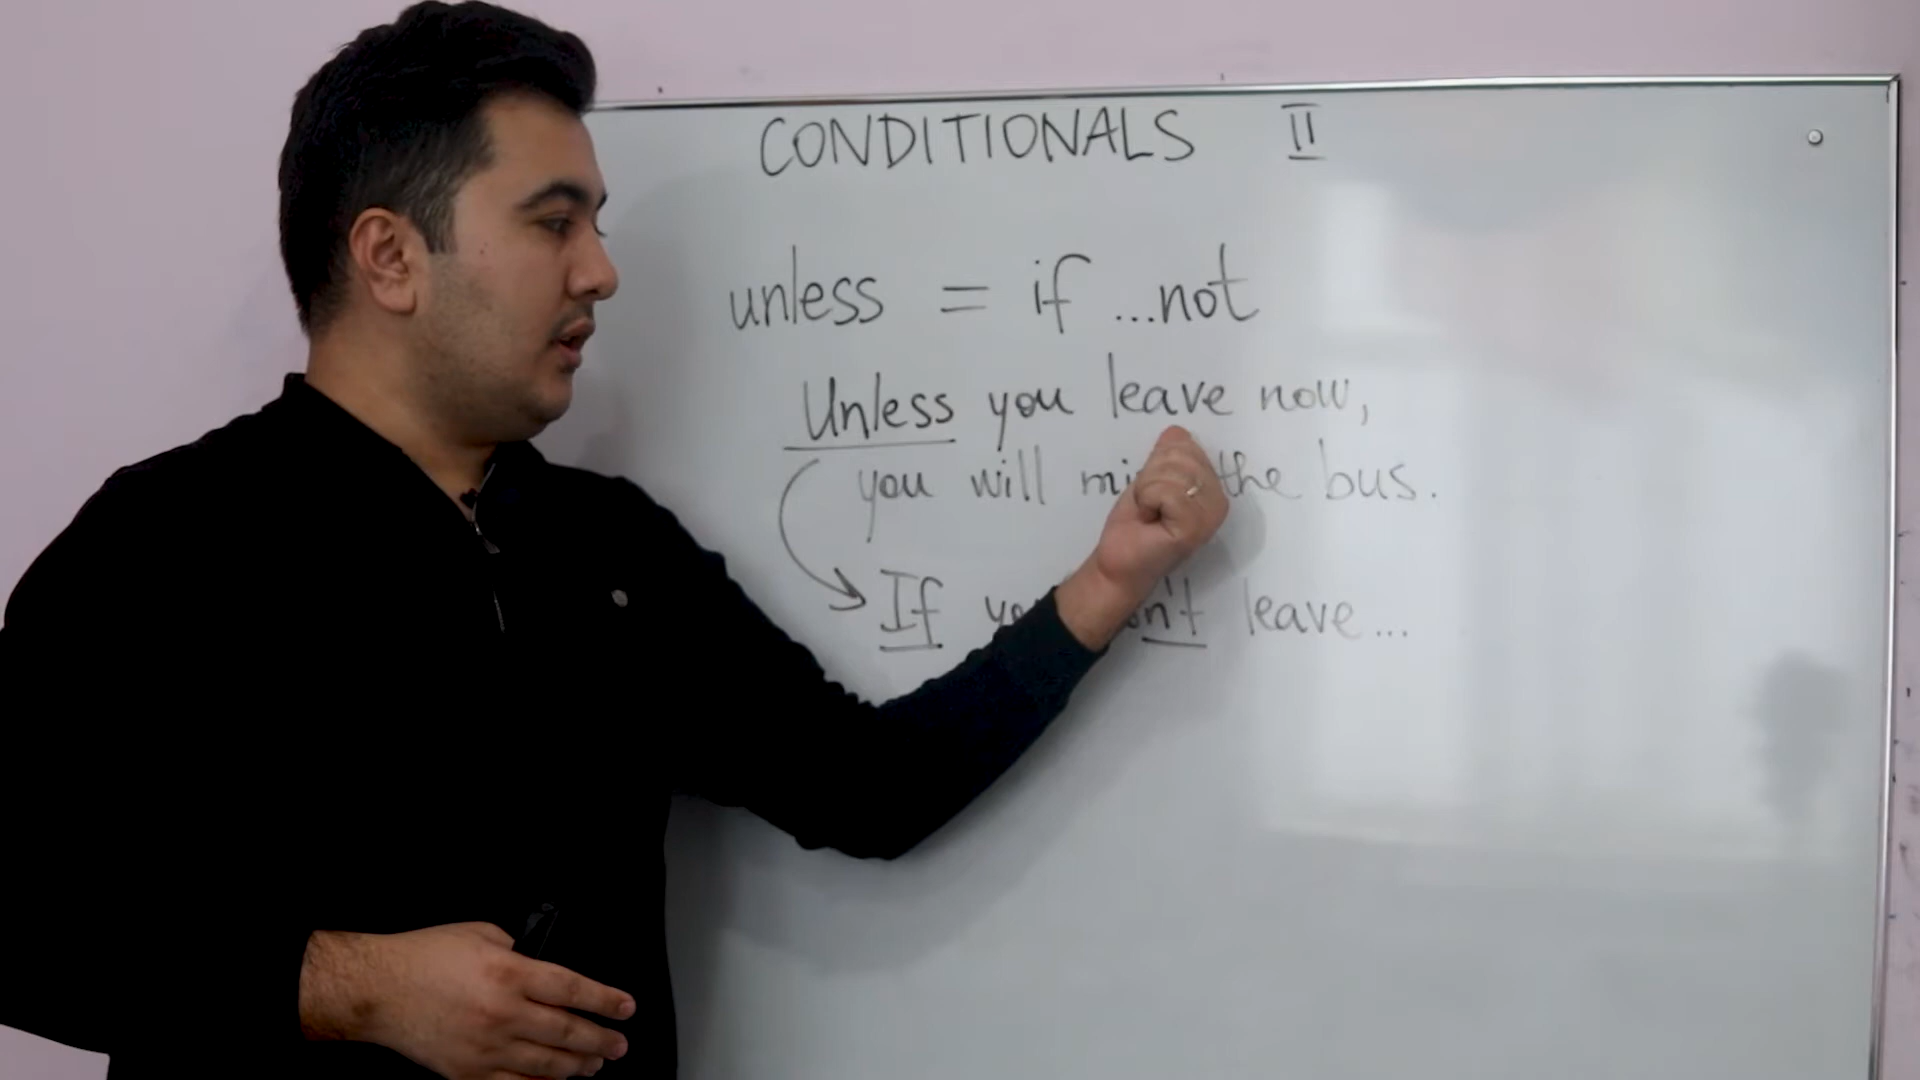 CONDITIONALS II
unless = if ...not
Unless you leave now,
you will the bus.
If leave...